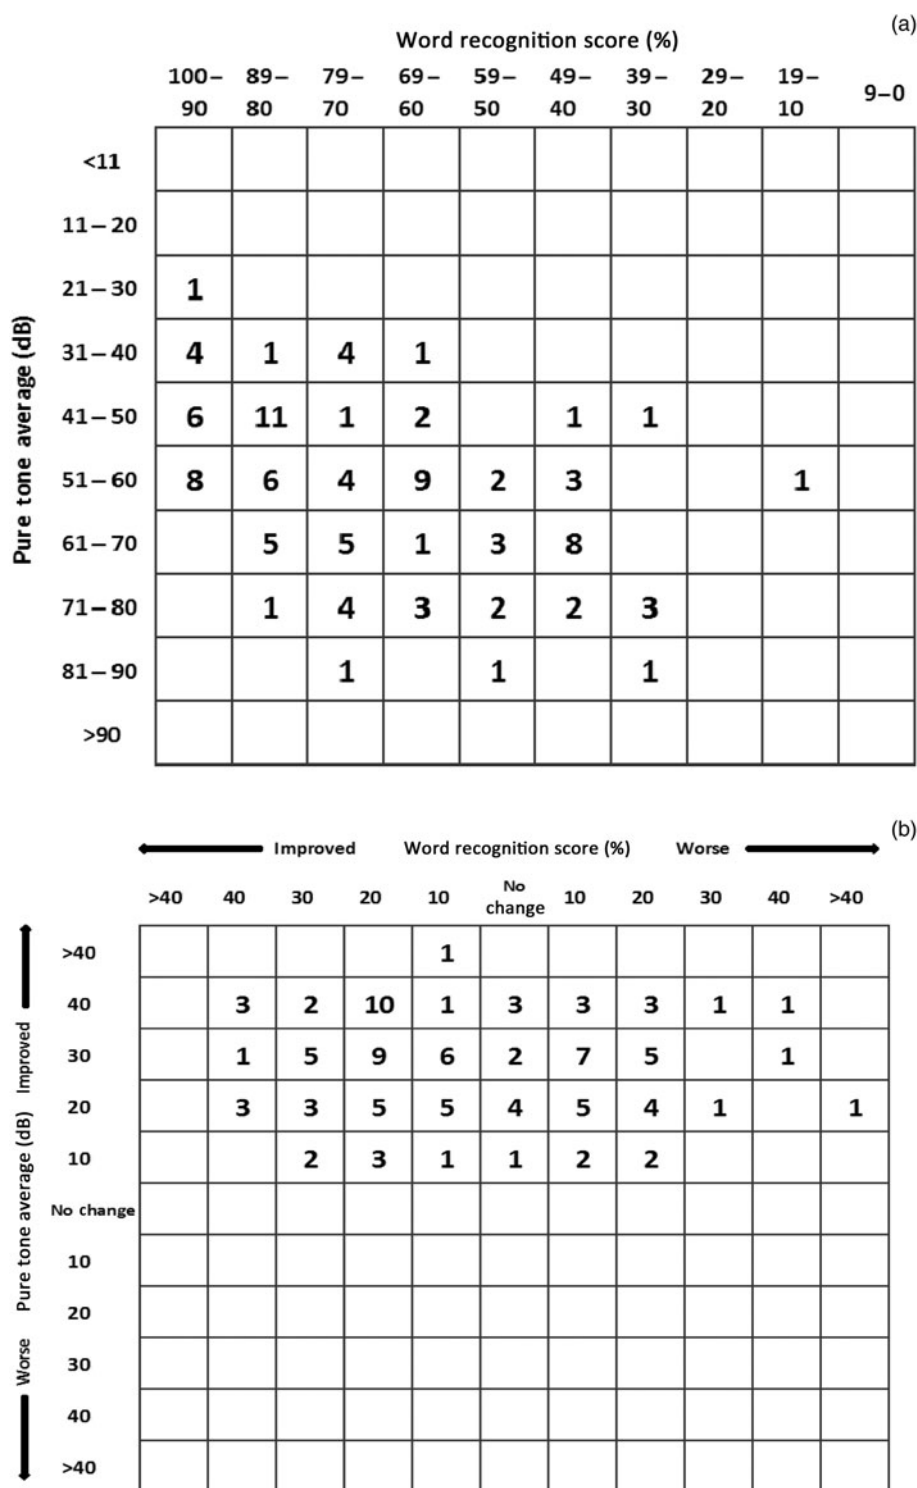 (a)
Word recognition score (%)
100– 89– 79– 69– 59– 49– 39– 29– 19– 9–0
90 80 70 60 50 40 30 20 10
Pure tone average (dB)
<11
11–20
21–30 1
31–40 4 1 4 1
41–50 6 11 1 2 1 1
51–60 8 6 4 9 2 3 1
61–70 5 5 1 3 8
71–80 1 4 3 2 2 3
81–90 1 1 1
>90
(b)
Improved Word recognition score (%) Worse
>40 40 30 20 10 No change 10 20 30 40 >40
Worse Pure tone average (dB) Improved
>40 1
40 3 2 10 1 3 3 3 1 1
30 1 5 9 6 2 7 5 1
20 3 3 5 5 4 5 4 1 1
10 2 3 1 1 2 2
No change
10
20
30
40
>40